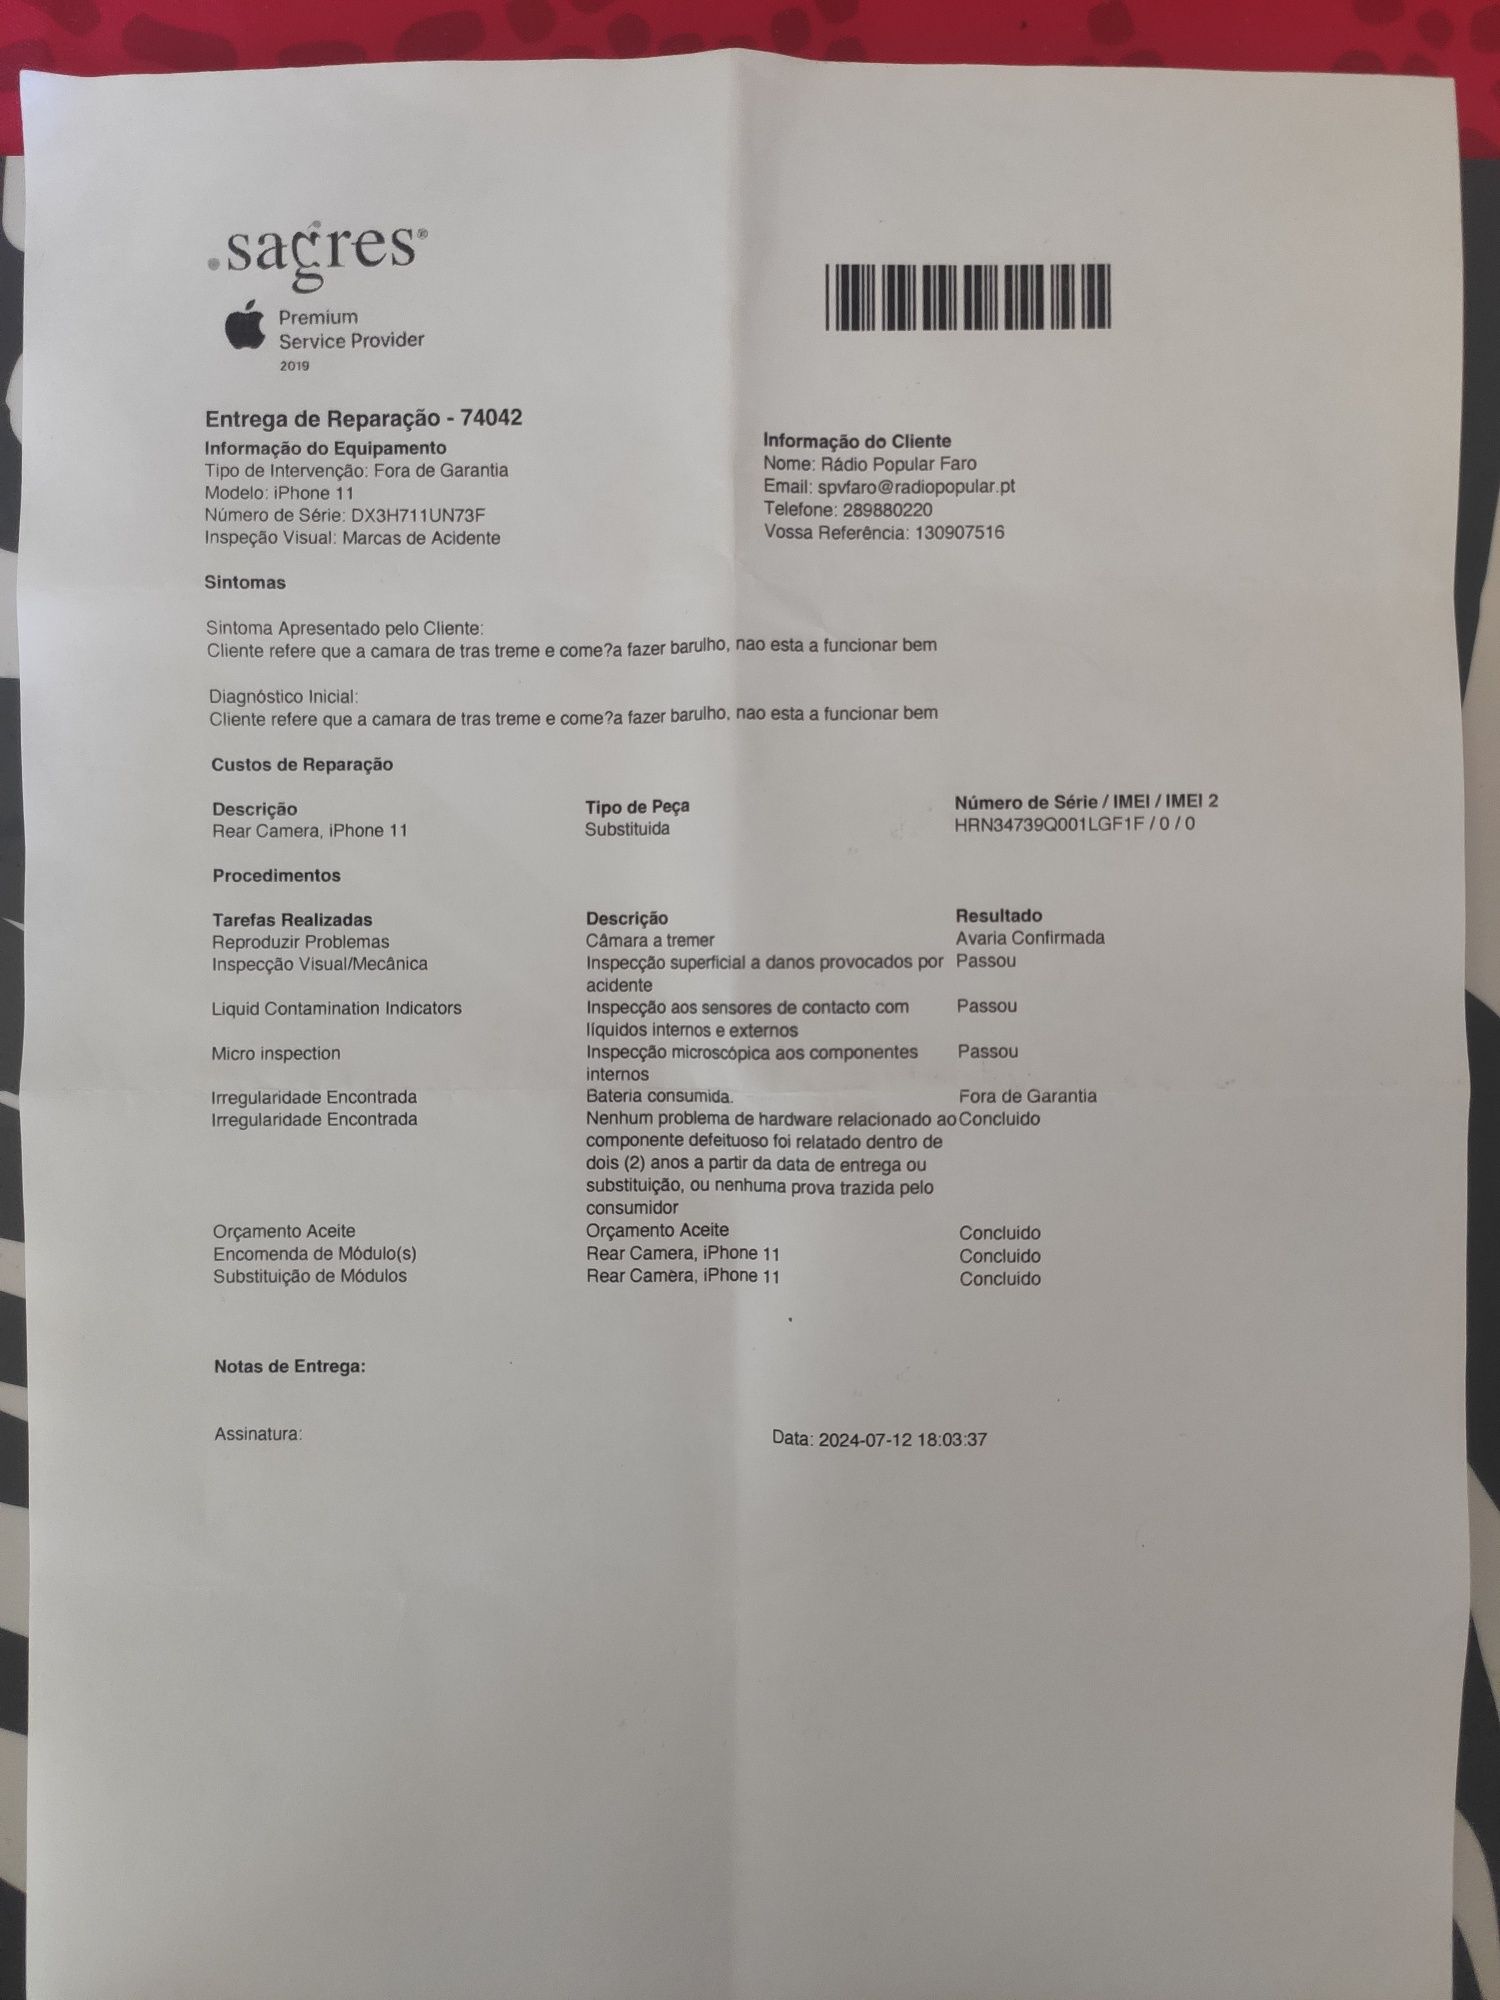 .sagres®
Premium
Service Provider
2019
Entrega de Reparação - 74042
Informação do Equipamento
Tipo de Intervenção: Fora de Garantia
Modelo: iPhone 11
Número de Série: DX3H711UN73F
Inspeção Visual: Marcas de Acidente
Informação do Cliente
Nome: Rádio Popular Faro
Email: spvfaro@radiopopular.pt
Telefone: 289880220
Vossa Referência: 130907516
Sintomas
Sintoma Apresentado pelo Cliente:
Cliente refere que a camara de tras treme e come?a fazer barulho, nao esta a funcionar bem
Diagnóstico Inicial:
Cliente refere que a camara de tras treme e come?a fazer barulho, nao esta a funcionar bem
Custos de Reparação
Descrição Tipo de Peça Número de Série / IMEI / IMEI 2
Rear Camera, iPhone 11 Substituida HRN34739Q001LGF1F / 0 / 0
Procedimentos
Tarefas Realizadas Descrição Resultado
Reproduzir Problemas Câmara a tremer Avaria Confirmada
Inspecção Visual/Mecânica Inspecção superficial a danos provocados por Passou
acidente
Liquid Contamination Indicators Inspecção aos sensores de contacto com Passou
líquidos internos e externos
Micro inspection Inspecção microscópica aos componentes Passou
internos
Irregularidade Encontrada Bateria consumida. Fora de Garantia
Irregularidade Encontrada Nenhum problema de hardware relacionado ao Concluido
componente defeituoso foi relatado dentro de
dois (2) anos a partir da data de entrega ou
substituição, ou nenhuma prova trazida pelo
consumidor
Orçamento Aceite Orçamento Aceite Concluido
Encomenda de Módulo(s) Rear Camera, iPhone 11 Concluido
Substituição de Módulos Rear Camera, iPhone 11 Concluido
Notas de Entrega:
Assinatura: Data: 2024-07-12 18:03:37